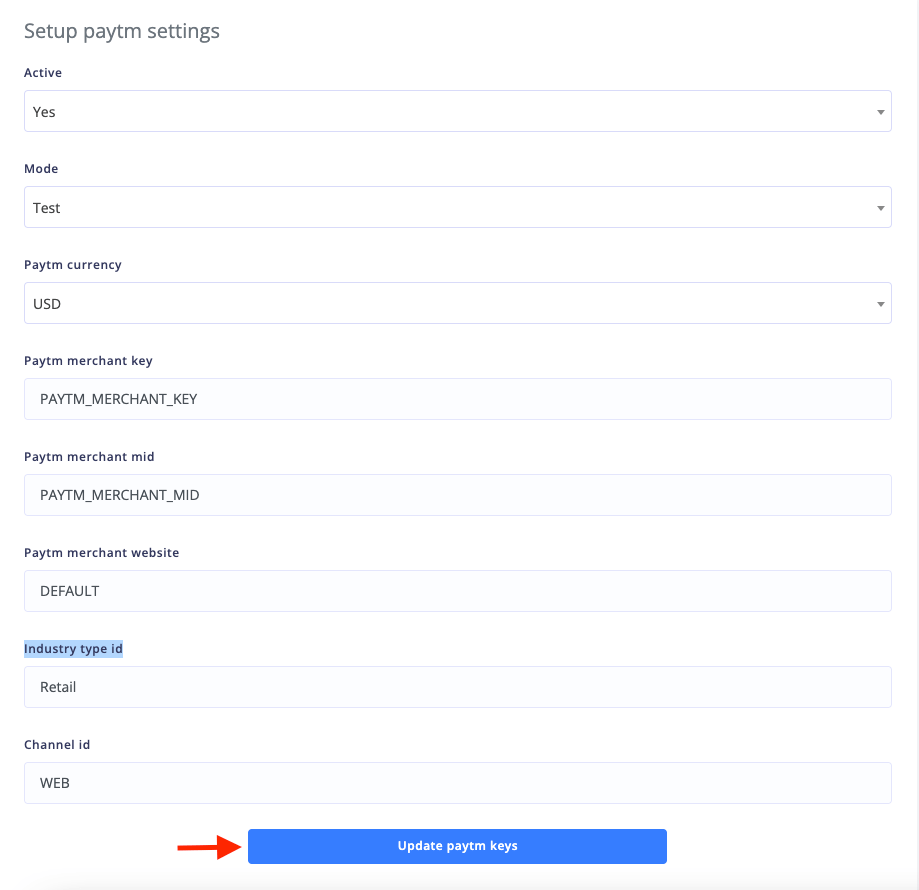 Setup paytm settings
Active
Yes
Mode
Test
Paytm currency
USD
Paytm merchant key
PAYTM_MERCHANT_KEY
Paytm merchant mid
PAYTM_MERCHANT_MID
Paytm merchant website
DEFAULT
Industry type id
Retail
Channel id
WEB
Update paytm keys